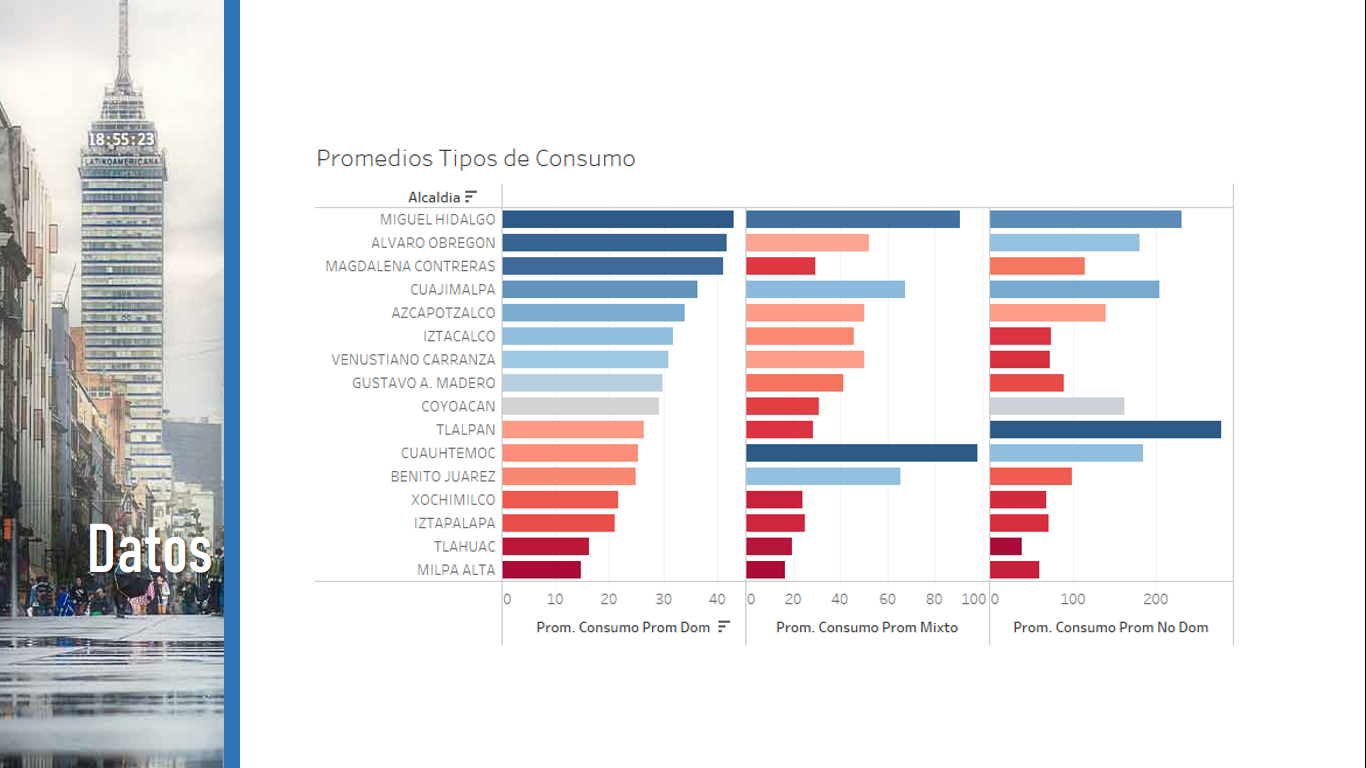 18:55:23
LATINOAMERICANA
Datos
Promedios Tipos de Consumo
Alcaldia
MIGUEL HIDALGO
ALVARO OBREGON
MAGDALENA CONTRERAS
CUAJIMALPA
AZCAPOTZALCO
IZTACALCO
VENUSTIANO CARRANZA
GUSTAVO A. MADERO
COYOACAN
TLALPAN
CUAUHTEMOC
BENITO JUAREZ
XOCHIMILCO
IZTAPALAPA
TLAHUAC
MILPA ALTA
0 10 20 30 40 0 20 40 60 80 100 0 100 200
Prom. Consumo Prom Dom Prom. Consumo Prom Mixto Prom. Consumo Prom No Dom